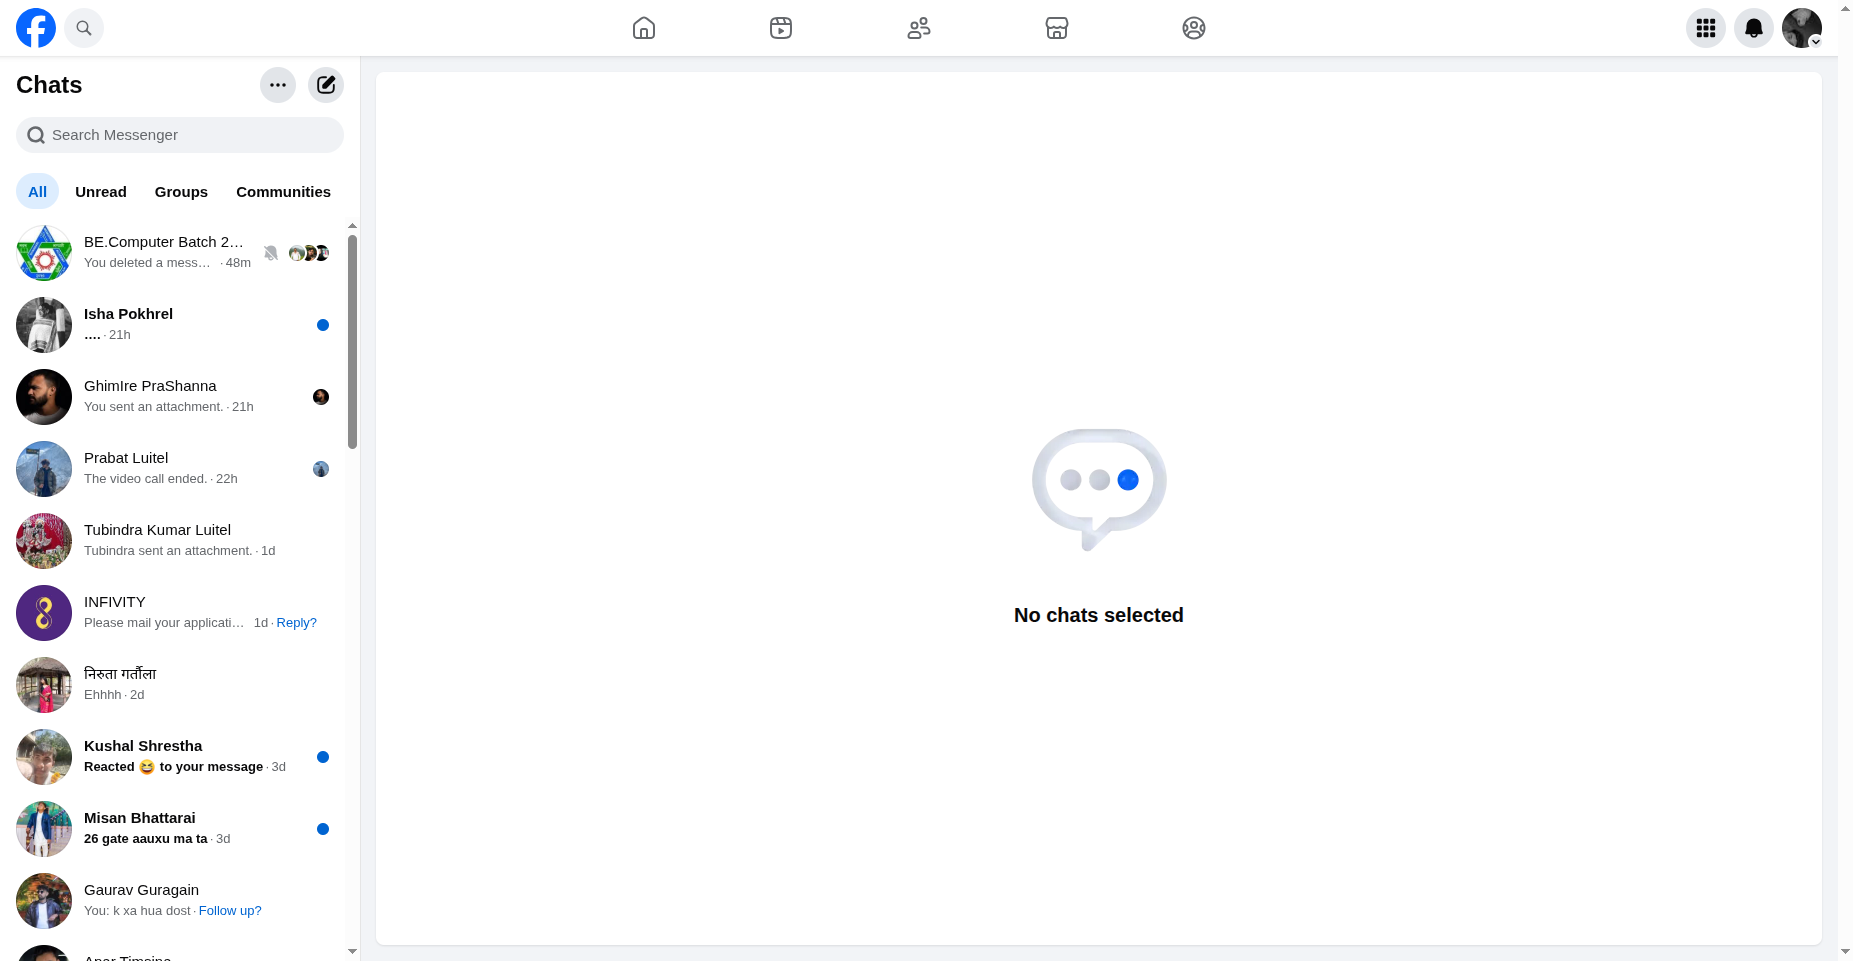 Chats
Search Messenger
All Unread Groups Communities
BE.Computer Batch 2...
You deleted a mess... · 48m
Isha Pokhrel
.... · 21h
GhimIre PraShanna
You sent an attachment. · 21h
Prabat Luitel
The video call ended. · 22h
Tubindra Kumar Luitel
Tubindra sent an attachment. · 1d
INFIVITY
Please mail your applicati... 1d · Reply?
निरुता गर्तौला
Ehhhh · 2d
Kushal Shrestha
Reacted 😆 to your message · 3d
Misan Bhattarai
26 gate aauxu ma ta · 3d
Gaurav Guragain
You: k xa hua dost · Follow up?
No chats selected